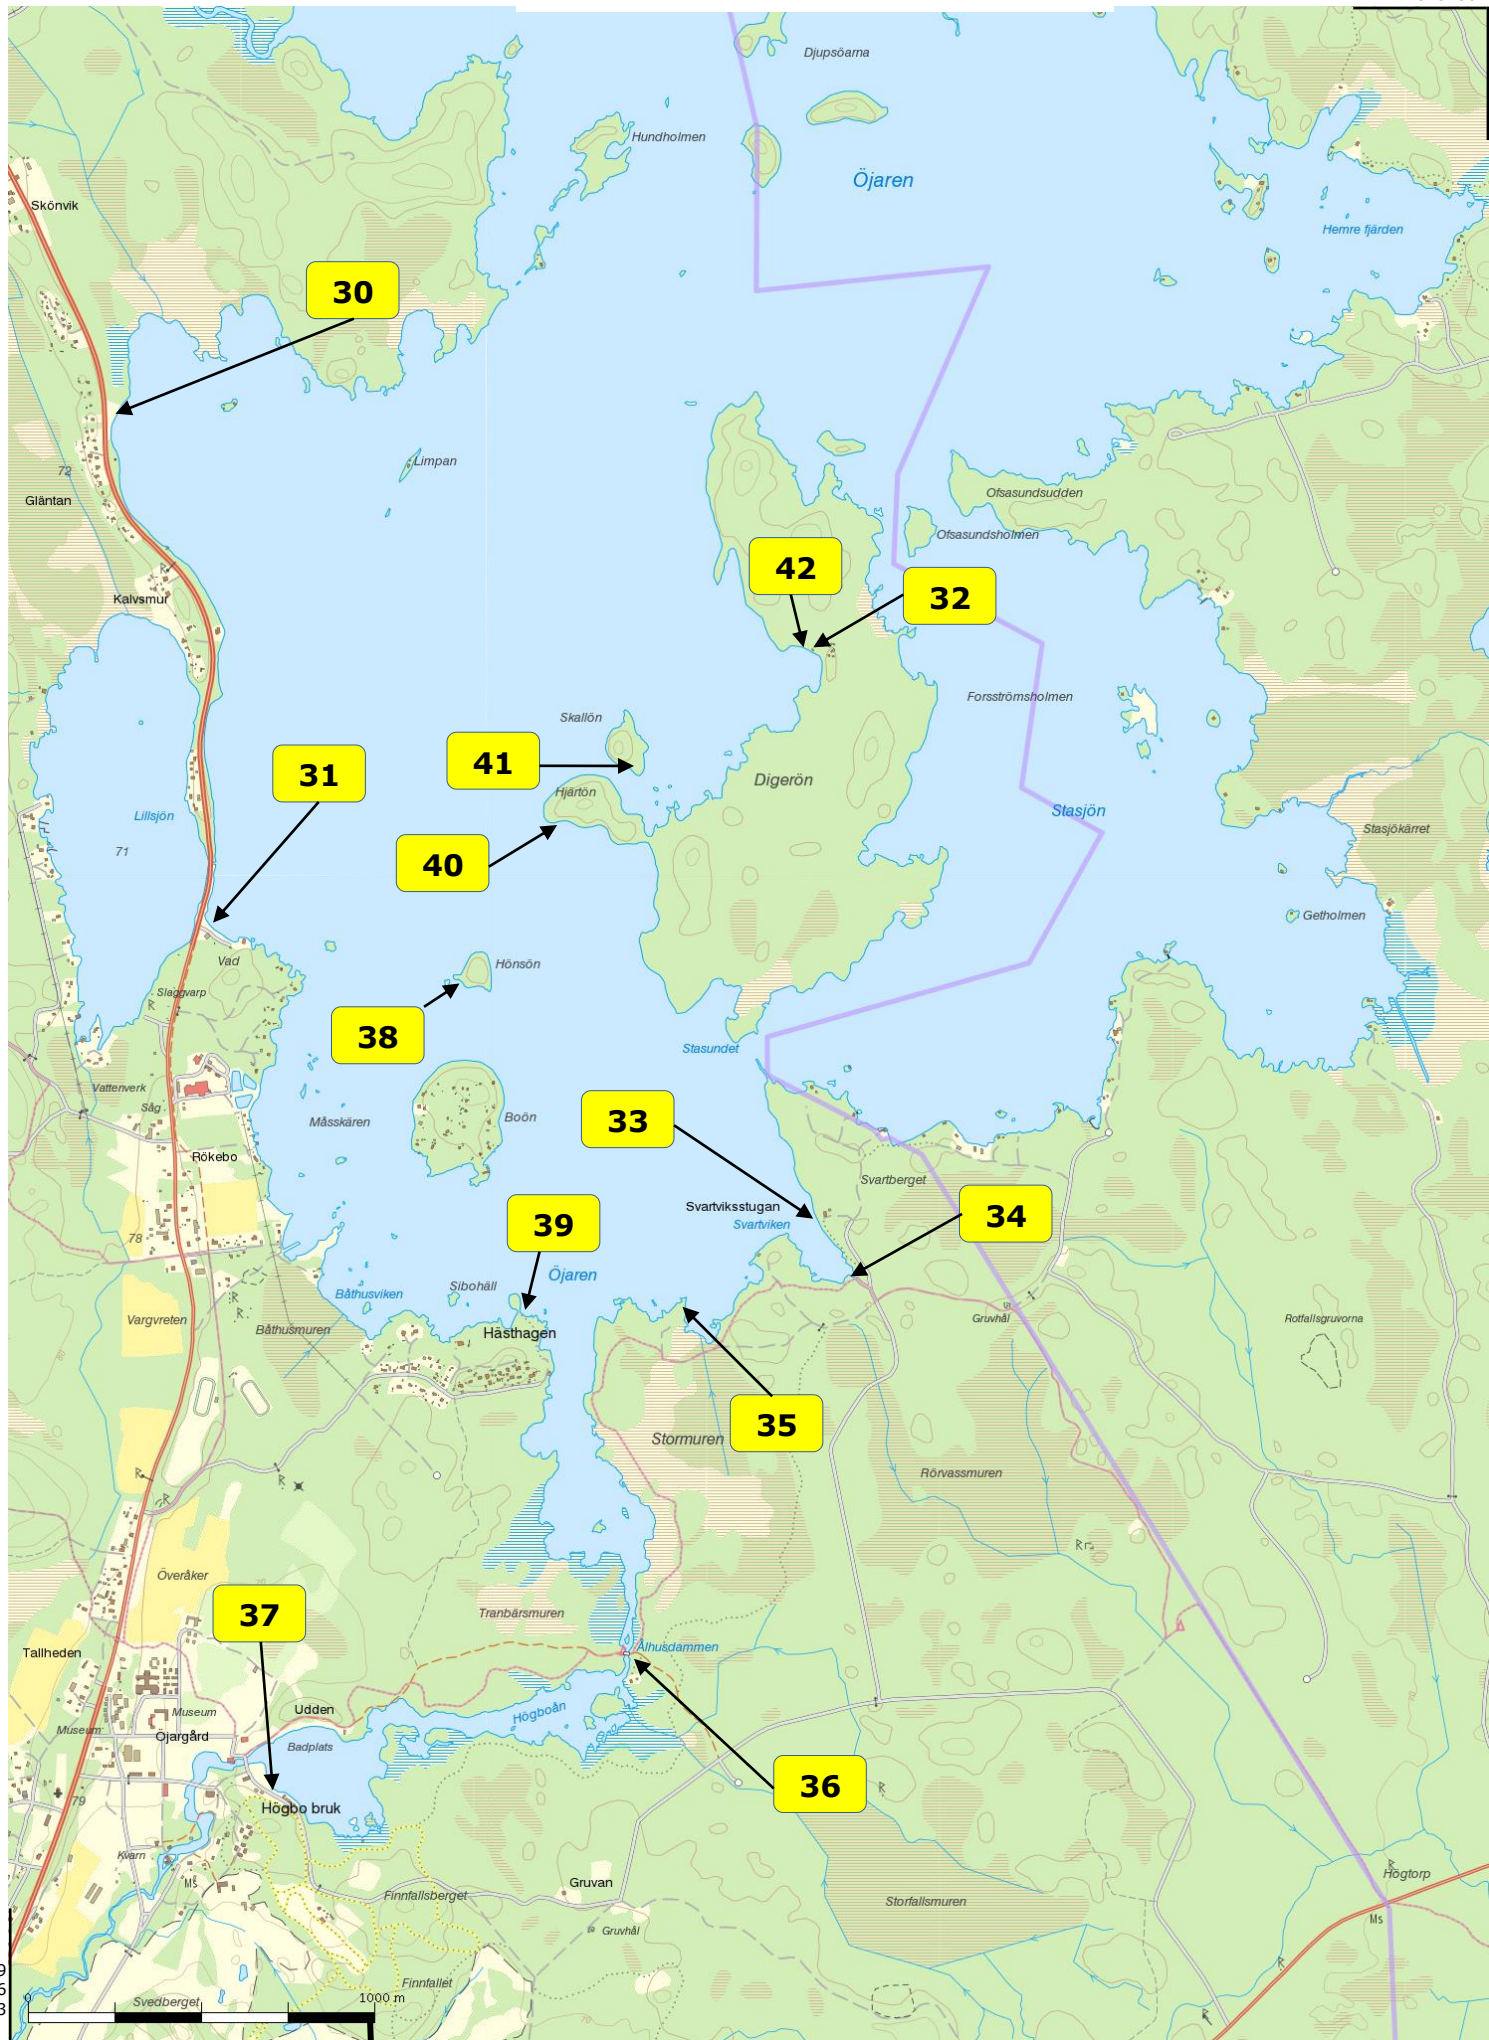 Djupsöarna
Hundholmen
Öjaren
Skönvik
Hemre fjärden
30
Limpan
72
Gläntan
Ofsasundsudden
Ofsasundsholmen
42
32
Kalvsmur
Forsströmsholmen
Skallön
41
31
Digerön
Hjärtön
Stasjön
Lillsjön
Stasjökärret
71
40
Getholmen
Vad
Hönsön
Slaggvarp
38
Stasundet
Vattenverk
Såg
Boön
33
Måsskären
Rökebo
Svartberget
Svartviksstugan
34
Svartviken
39
78
Öjaren
Sibohäll
Båthusviken
Vargvreten
Båthusmuren
Hästhagen
Gruvhål
Rotfallsgruvorna
35
Stormuren
Rörvassmuren
R
Överåker
37
Tranbärsmuren
Tallheden
Ålhusdammen
Udden
Museum
Högboån
Museum
Öjargård
Badplats
36
79
Högbo bruk
Kvarn
Ms
Gruvan
Högtorp
Finnfallsberget
Storfallsmuren
Ms
Gruvhål
Finnfallet
0
1000 m
Svedberget